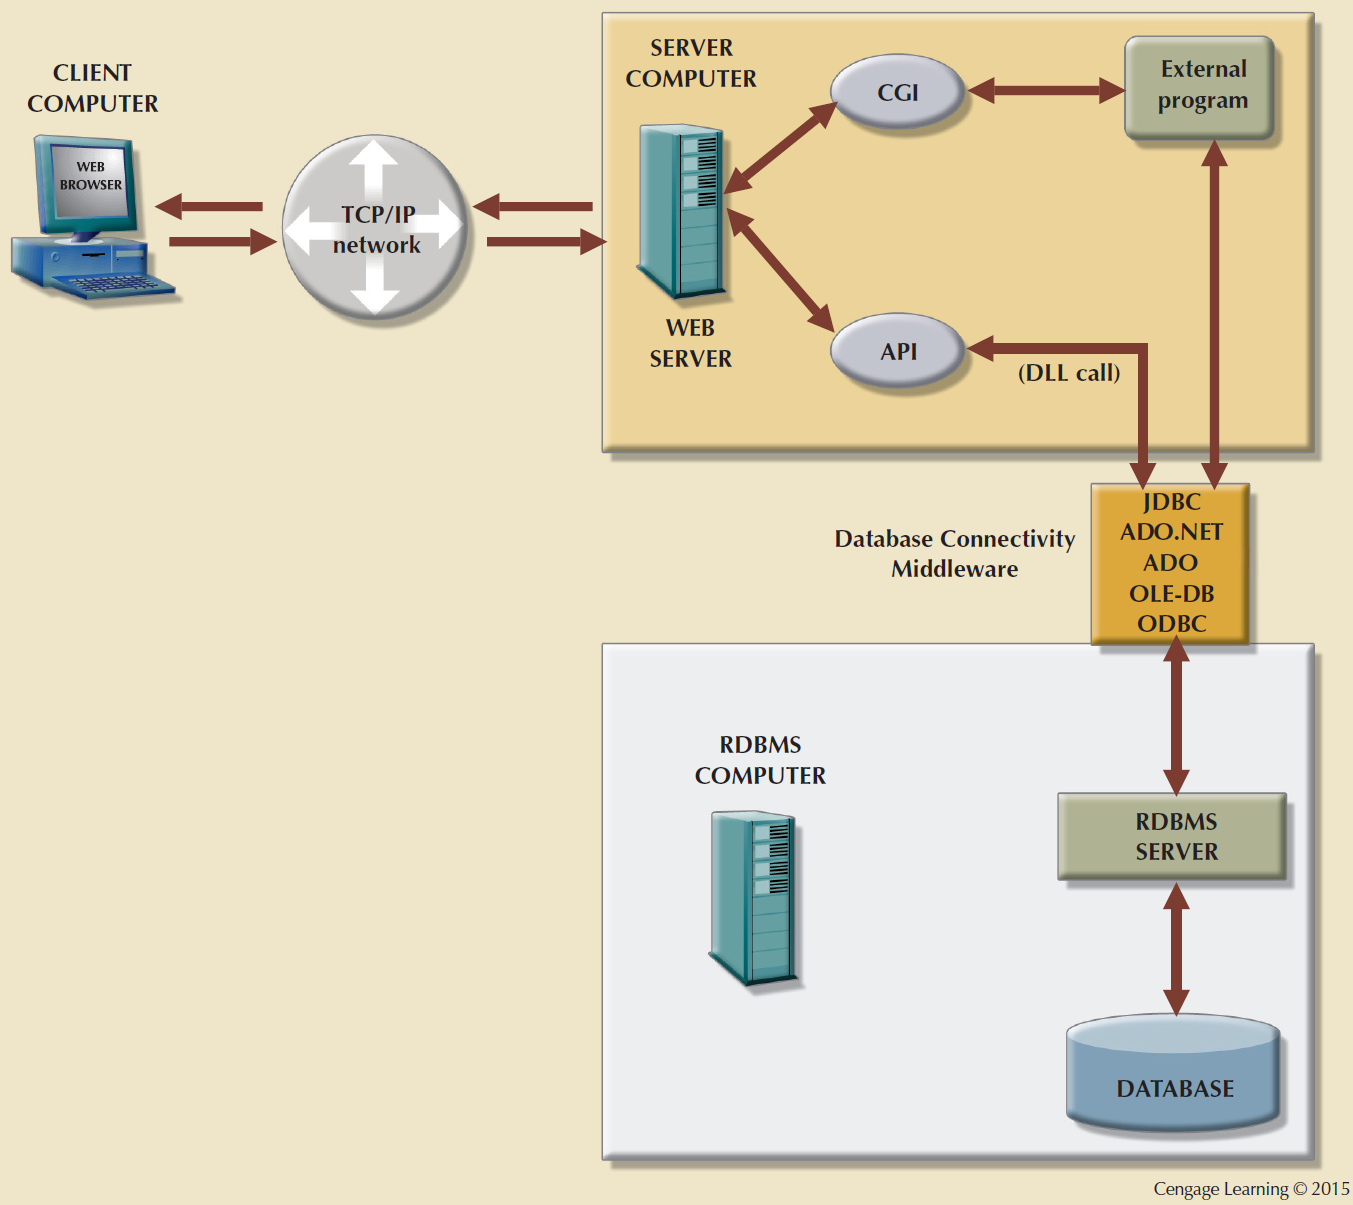 CLIENT
COMPUTER
WEB
BROWSER
TCP/IP
network
SERVER
COMPUTER
WEB
SERVER
CGI
External
program
API
(DLL call)
Database Connectivity
Middleware
JDBC
ADO.NET
ADO
OLE-DB
ODBC
RDBMS
COMPUTER
RDBMS
SERVER
DATABASE
Cengage Learning © 2015